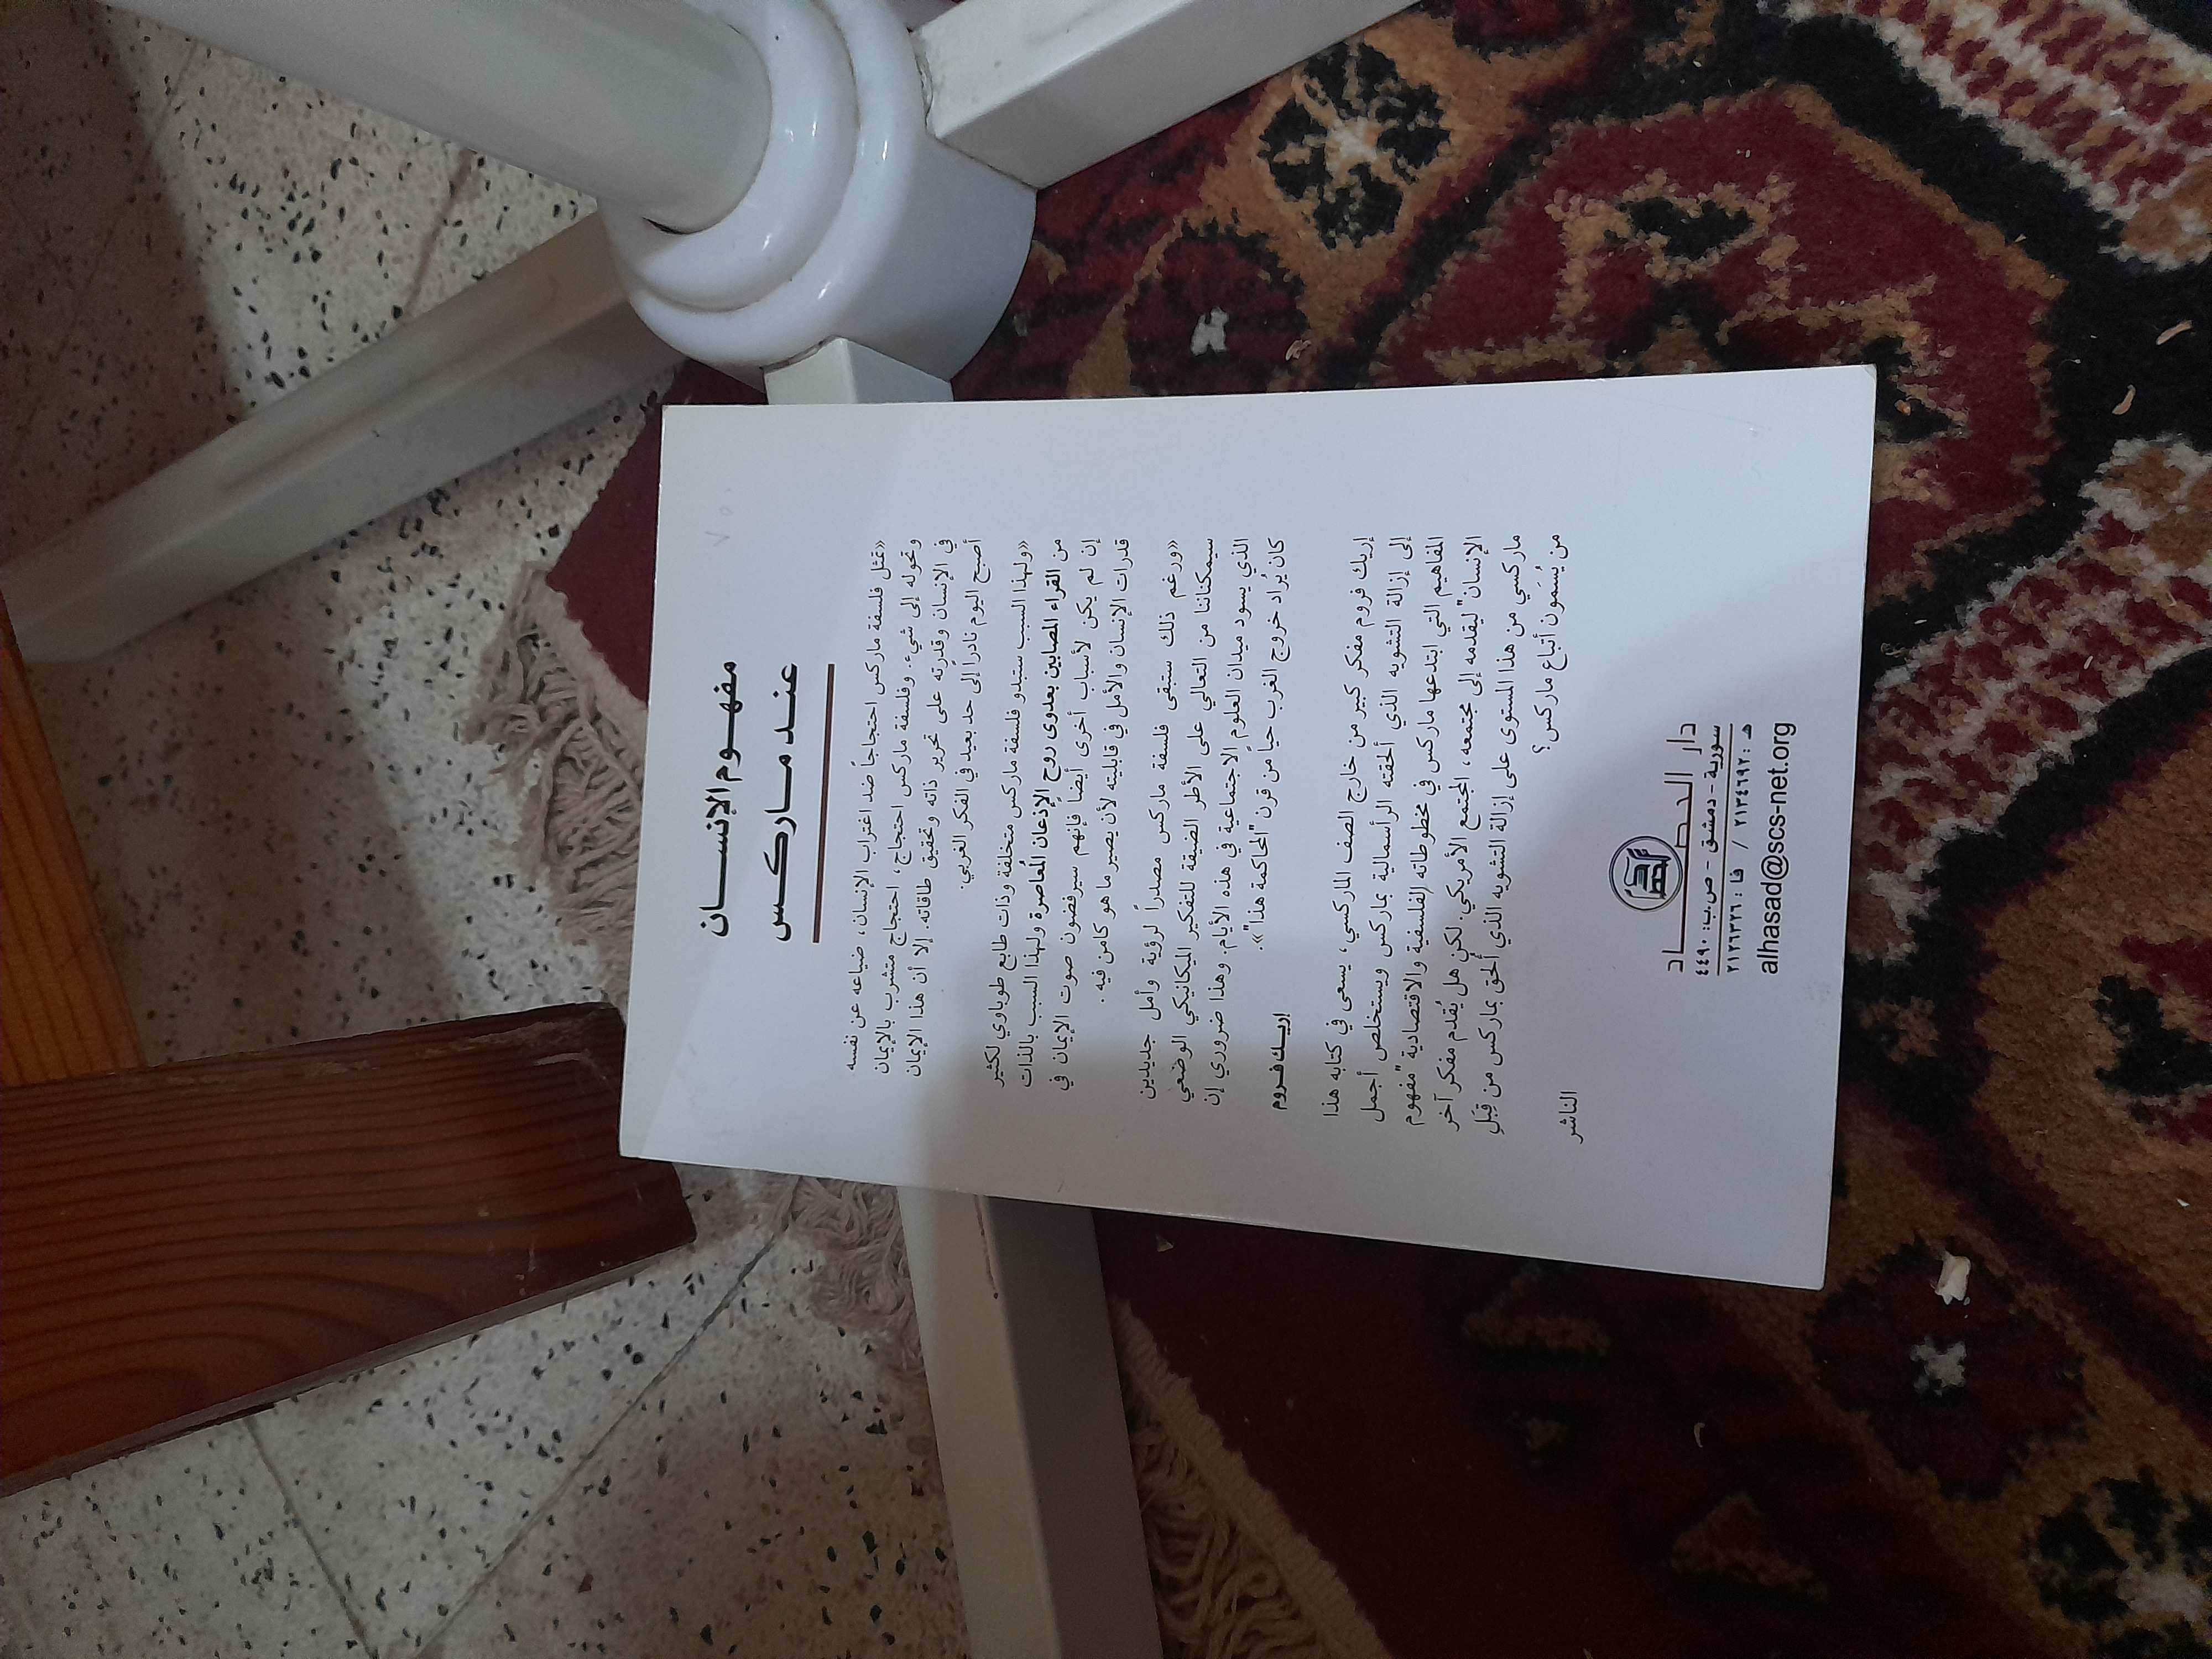 مفهوم الإنسان
عند ماركس
«تمثل فلسفة ماركس احتجاجاً ضد اغتراب الإنسان، ضياعه عن نفسه
وتحوله إلى شيء. وفلسفة ماركس احتجاج، احتجاج متشرب بالإيمان
في الإنسان وقدرته على تحرير ذاته وتحقيق طاقاته. إلا أن هذا الإيمان
أصبح اليوم نادراً إلى حد بعيد في الفكر الغربي.
«ولهذا السبب ستبدو فلسفة ماركس متخلفة وذات طابع طوباوي لكثير
من القراء المصابين بعدوى روح الإذعان المُعاصرة ولهذا السبب بالذات
إن لم يكن لأسباب أخرى أيضاً فإنهم سيرفضون صوت الإيمان في
قدرات الإنسان والأمل في قابليته لأن يصير ما هو كامن فيه .
«ورغم ذلك ستبقى فلسفة ماركس مصدراً لرؤية وأمل جديدين
سيمكناننا من التعالي على الأطر الضيقة للتفكير الميكانيكي الوضعي
الذي يسود ميدان العلوم الاجتماعية في هذه الأيام. وهذا ضروري إن
كان يُراد خروج الغرب حياً من قرن "المحاكمة هذا"».
إريك فروم
إريك فروم مفكر كبير من خارج الصف الماركسي، يسعى في كتابه هذا
إلى إزالة التشويه الذي ألحقته الرأسمالية بماركس ويستخلص أجمل
المفاهيم التي ابتدعها ماركس في مخطوطاته الفلسفية والاقتصادية "مفهوم
الإنسان" ليقدمه إلى مجتمعه، المجتمع الأمريكي. لكن هل يُقدم مفكر آخر
ماركسي من هذا المستوى على إزالة التشويه الذي أُلحق بماركس من قِبَلِ
من يُسَمون أتباع ماركس؟
الناشر
دار الحصاد
سورية - دمشق - ص.ب: ٤٤٩٠
هـ : ٢١٣٤٦٩٢ / فا : ٢١٢٦٣٢٦
alhasad@scs-net.org